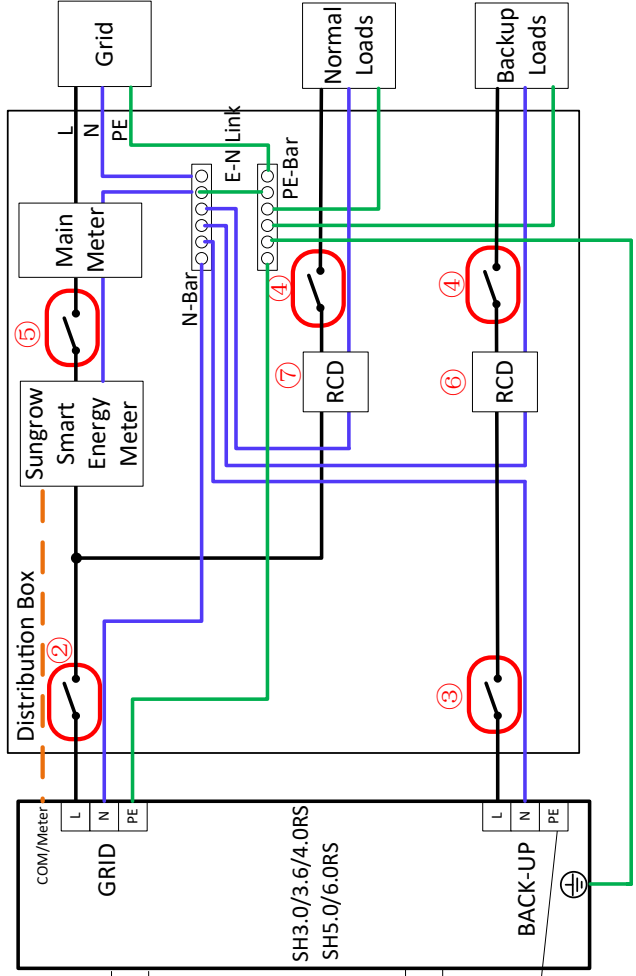 Grid
Normal
Loads
Backup
Loads
L
N
PE
E-N Link
PE-Bar
N-Bar
Main
Meter
⑤
④
④
⑦
⑥
RCD
RCD
Sungrow
Smart
Energy
Meter
Distribution Box
②
③
COM/Meter
L
N
PE
GRID
SH3.0/3.6/4.0RS
SH5.0/6.0RS
L
N
PE
BACK-UP